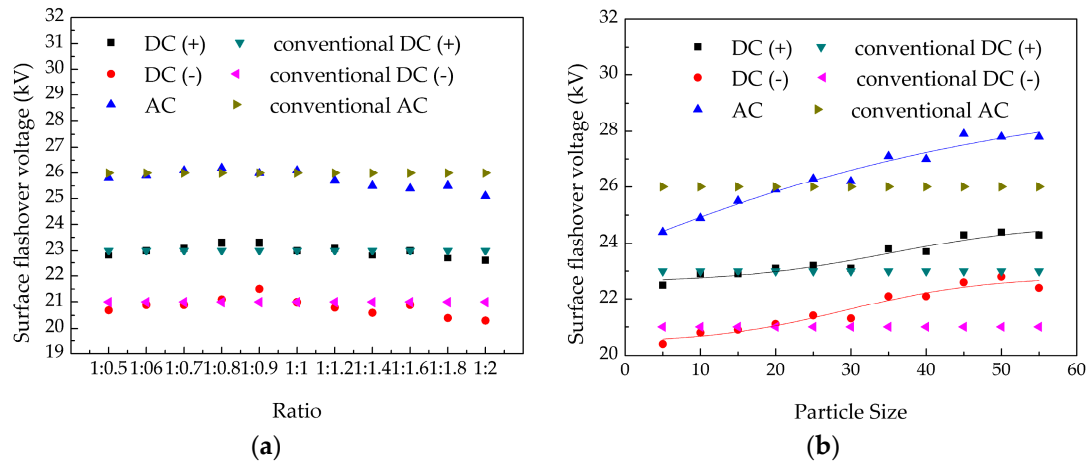 32
31
30
29
28
27
26
25
24
23
22
21
20
19
Surface flashover voltage (kV)
DC (+)
conventional DC (+)
DC (-)
conventional DC (-)
AC
conventional AC
1:0.5 1:06 1:0.7 1:0.8 1:0.9 1:1 1:1.2 1:1.4 1:1.6 1:1.8 1:2
Ratio
(a)
32
30
28
26
24
22
20
Surface flashover voltage (kV)
DC (+)
conventional DC (+)
DC (-)
conventional DC (-)
AC
conventional AC
0 10 20 30 40 50 60
Particle Size
(b)